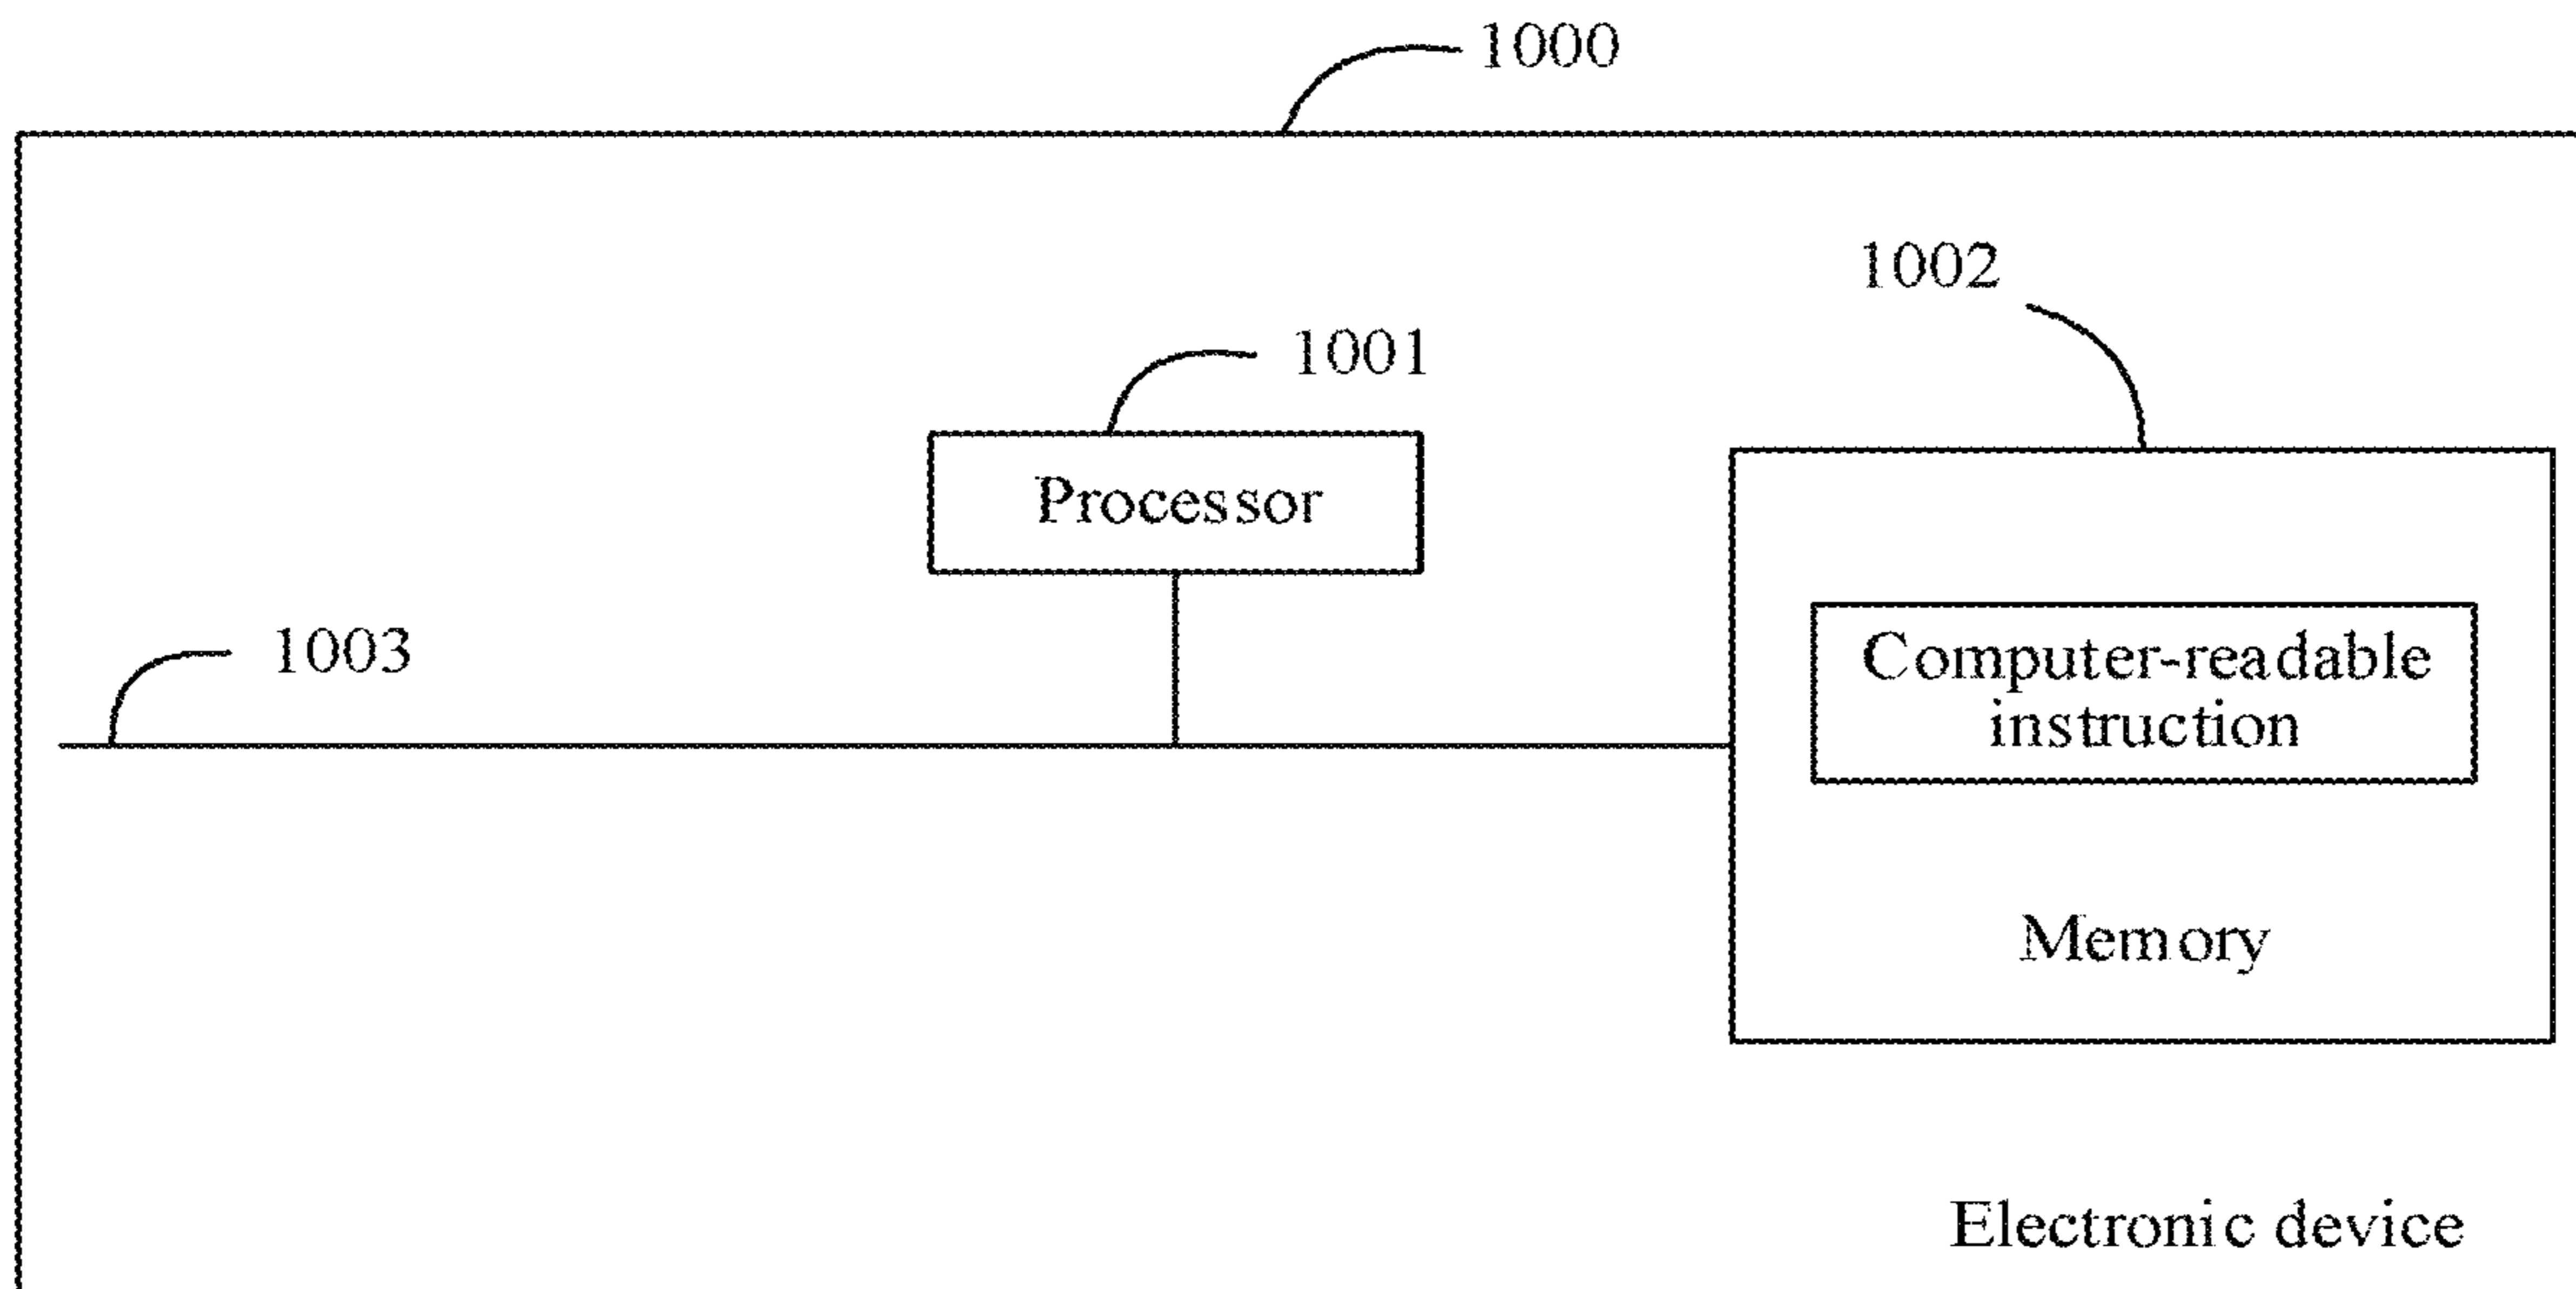 1000
1002
1001
Processor
1003
Computer-readable
instruction
Memory
Electronic device